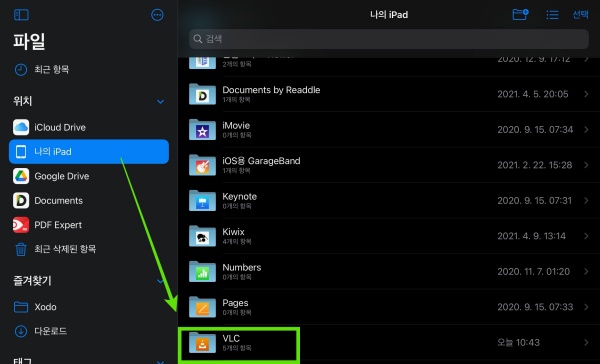 파일
최근 항목
위치
iCloud Drive
나의 iPad
Google Drive
Documents
PDF Expert
최근 삭제된 항목
즐겨찾기
Xodo
다운로드
태그
나의 iPad
선택
검색
2개의 항목
2020. 12. 9. 17:12
Documents by Readdle
1개의 항목
2021. 4. 5. 20:05
iMovie
0개의 항목
2020. 9. 15. 07:34
iOS용 GarageBand
1개의 항목
2021. 2. 22. 15:28
Keynote
0개의 항목
2020. 9. 15. 07:31
Kiwix
4개의 항목
2021. 4. 9. 13:14
Numbers
0개의 항목
2020. 11. 7. 01:20
Pages
0개의 항목
2020. 9. 15. 07:33
VLC
5개의 항목
오늘 10:43